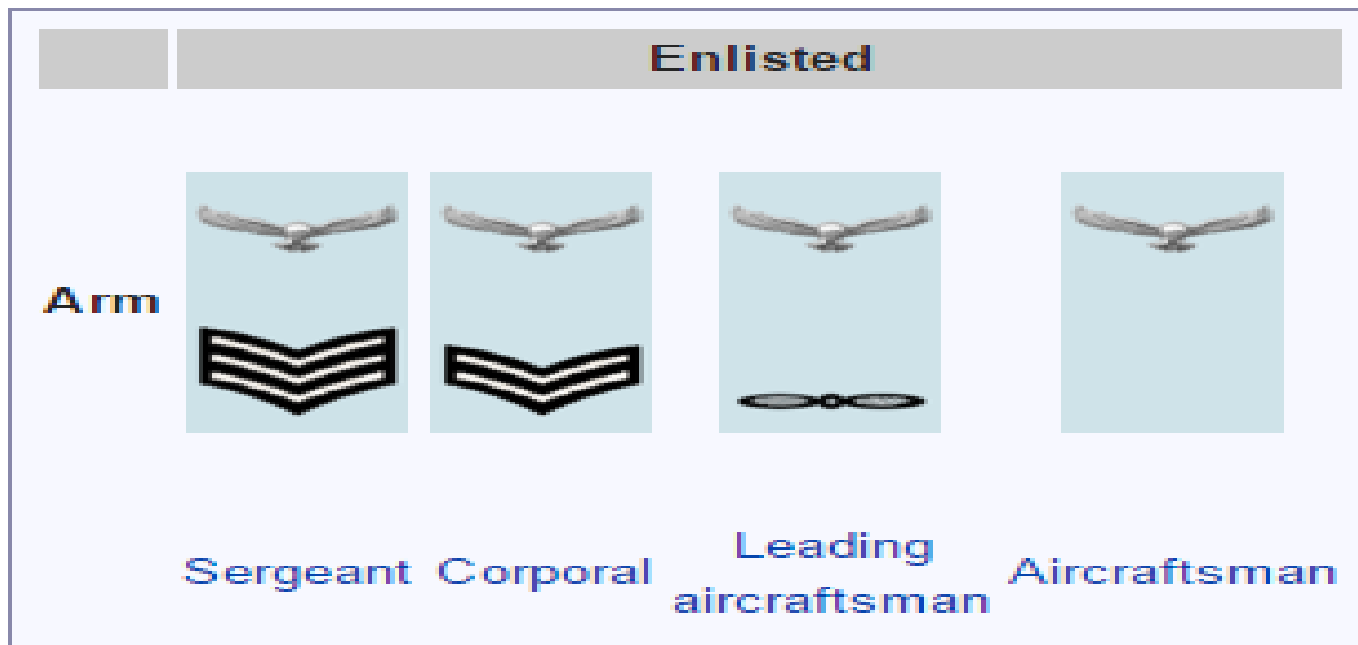 Enlisted
Arm
Sergeant
Corporal
Leading
aircraftsman
Aircraftsman